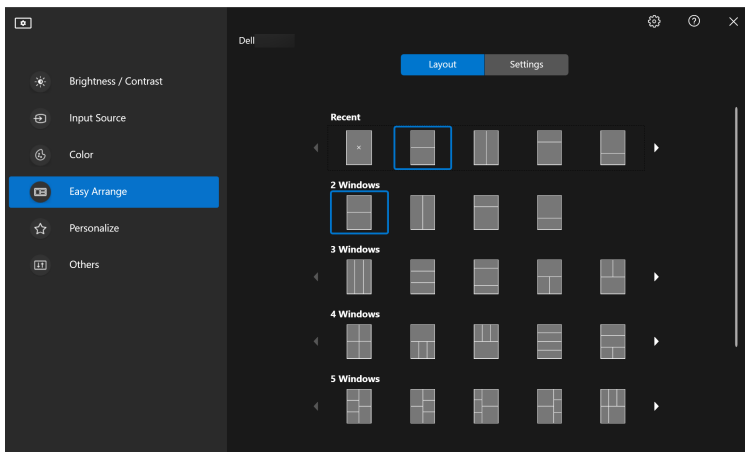 Dell
Layout
Settings
Brightness / Contrast
Input Source
Color
Easy Arrange
Personalize
Others
Recent
2 Windows
3 Windows
4 Windows
5 Windows